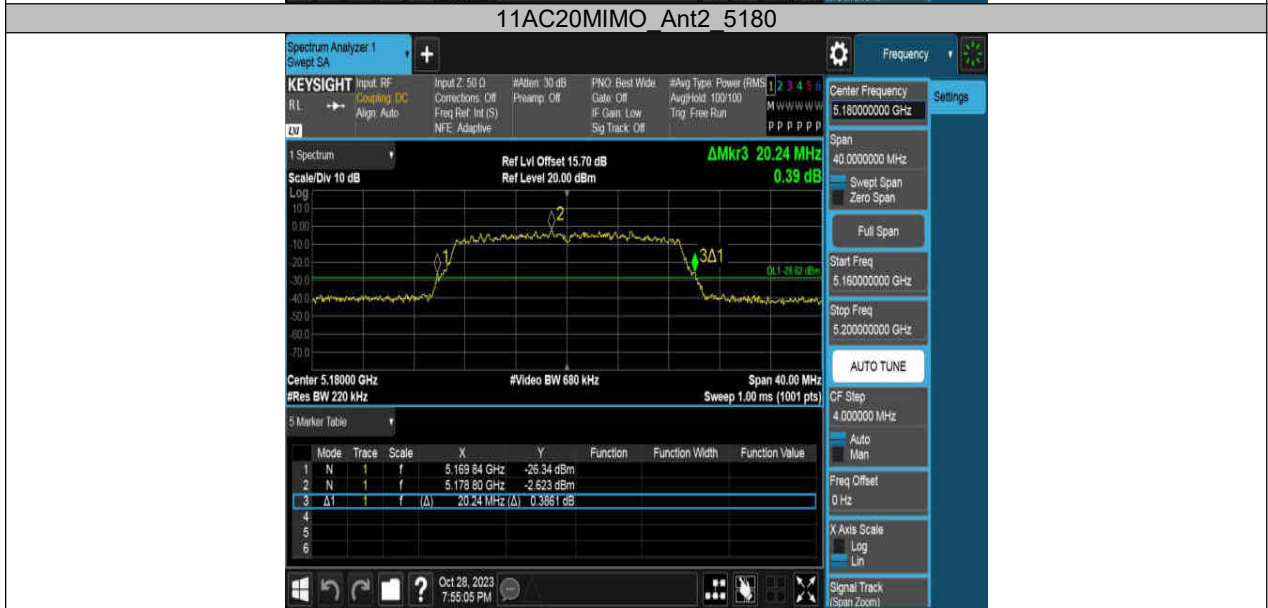 11AC20MIMO_Ant2_5180
Spectrum Analyzer 1
Swept SA
+
Frequency
KEYSIGHT
RL
LXI
Input: RF
Coupling: DC
Align: Auto
Input Z: 50 Ω
Corrections: Off
Freq Ref: Int (S)
NFE: Adaptive
#Atten: 30 dB
Preamp: Off
PNO: Best Wide
Gate: Off
IF Gain: Low
Sig Track: Off
#Avg Type: Power (RMS
Avg|Hold: 100/100
Trig: Free Run
1 2 3 4 5 6
M W W W W W
P P P P P P
Center Frequency
5.180000000 GHz
Settings
Span
40.0000000 MHz
Swept Span
Zero Span
Full Span
Start Freq
5.160000000 GHz
Stop Freq
5.200000000 GHz
AUTO TUNE
CF Step
4.000000 MHz
Auto
Man
Freq Offset
0 Hz
X Axis Scale
Log
Lin
Signal Track
(Span Zoom)
1 Spectrum
Scale/Div 10 dB
Ref Lvl Offset 15.70 dB
Ref Level 20.00 dBm
ΔMkr3 20.24 MHz
0.39 dB
Log
10.0
0.00
-10.0
-20.0
-30.0
-40.0
-50.0
-60.0
-70.0
1
2
3Δ1
DL1 -28.62 dBm
Center 5.18000 GHz
#Res BW 220 kHz
#Video BW 680 kHz
Span 40.00 MHz
Sweep 1.00 ms (1001 pts)
5 Marker Table
Mode Trace Scale X Y Function Function Width Function Value
1 N 1 f 5.169 84 GHz -26.34 dBm
2 N 1 f 5.178 80 GHz -2.623 dBm
3 Δ1 1 f (Δ) 20.24 MHz (Δ) 0.3861 dB
4
5
6
?
Oct 28, 2023
7:55:05 PM